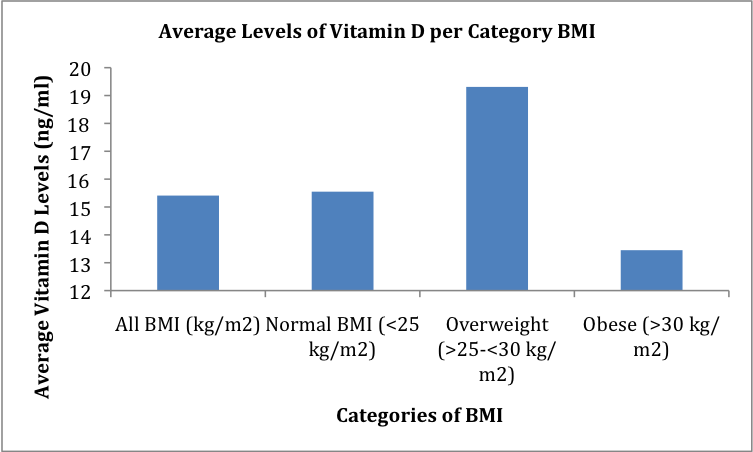 Average Levels of Vitamin D per Category BMI
Average Vitamin D Levels (ng/ml)
20
19
18
17
16
15
14
13
12
All BMI (kg/m2)
Normal BMI (<25
kg/m2)
Overweight
(>25-<30 kg/
m2)
Obese (>30 kg/
m2)
Categories of BMI